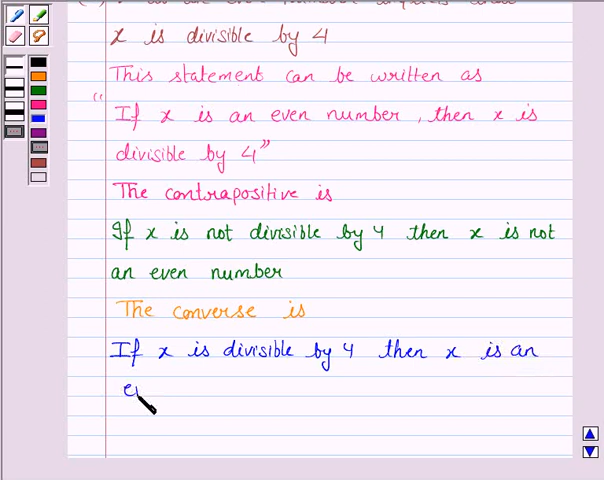 x is divisible by 4
This statement can be written as
" If x is an even number, then x is
divisible by 4"
The contrapositive is
If x is not divisible by 4 then x is not
an even number
The converse is
If x is divisible by 4 then x is an
e